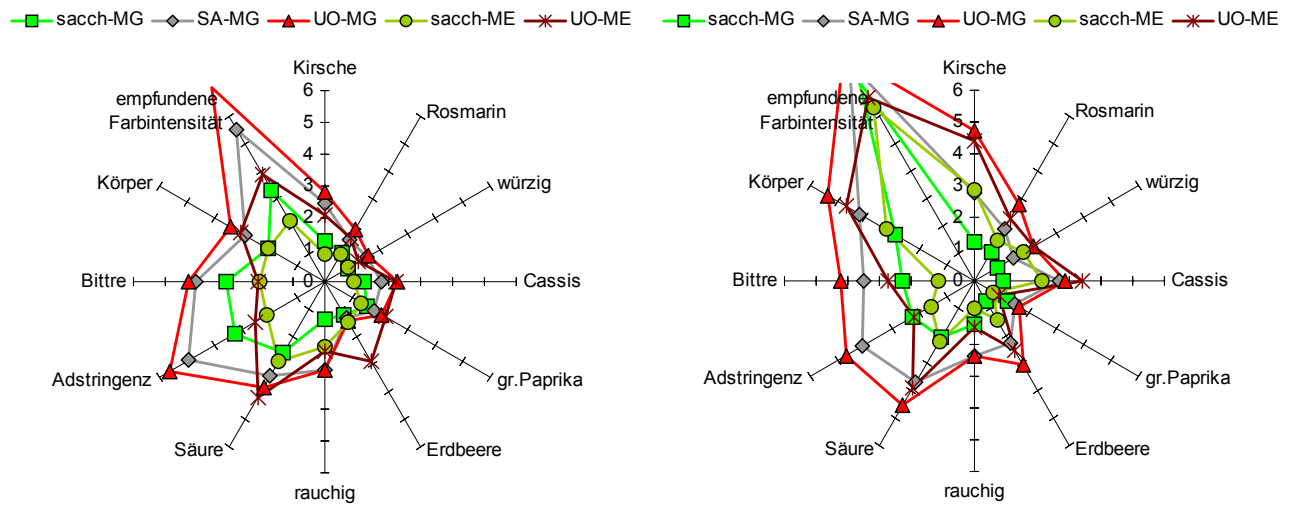 sacch-MG SA-MG UO-MG sacch-ME UO-ME
Kirsche
6
5
4
3
2
1
0
Rosmarin
würzig
Cassis
gr.Paprika
Erdbeere
rauchig
Säure
Adstringenz
Bittre
Körper
empfundene
Farbintensität
sacch-MG SA-MG UO-MG sacch-ME UO-ME
Kirsche
6
5
4
3
2
1
0
Rosmarin
würzig
Cassis
gr.Paprika
Erdbeere
rauchig
Säure
Adstringenz
Bittre
Körper
empfundene
Farbintensität